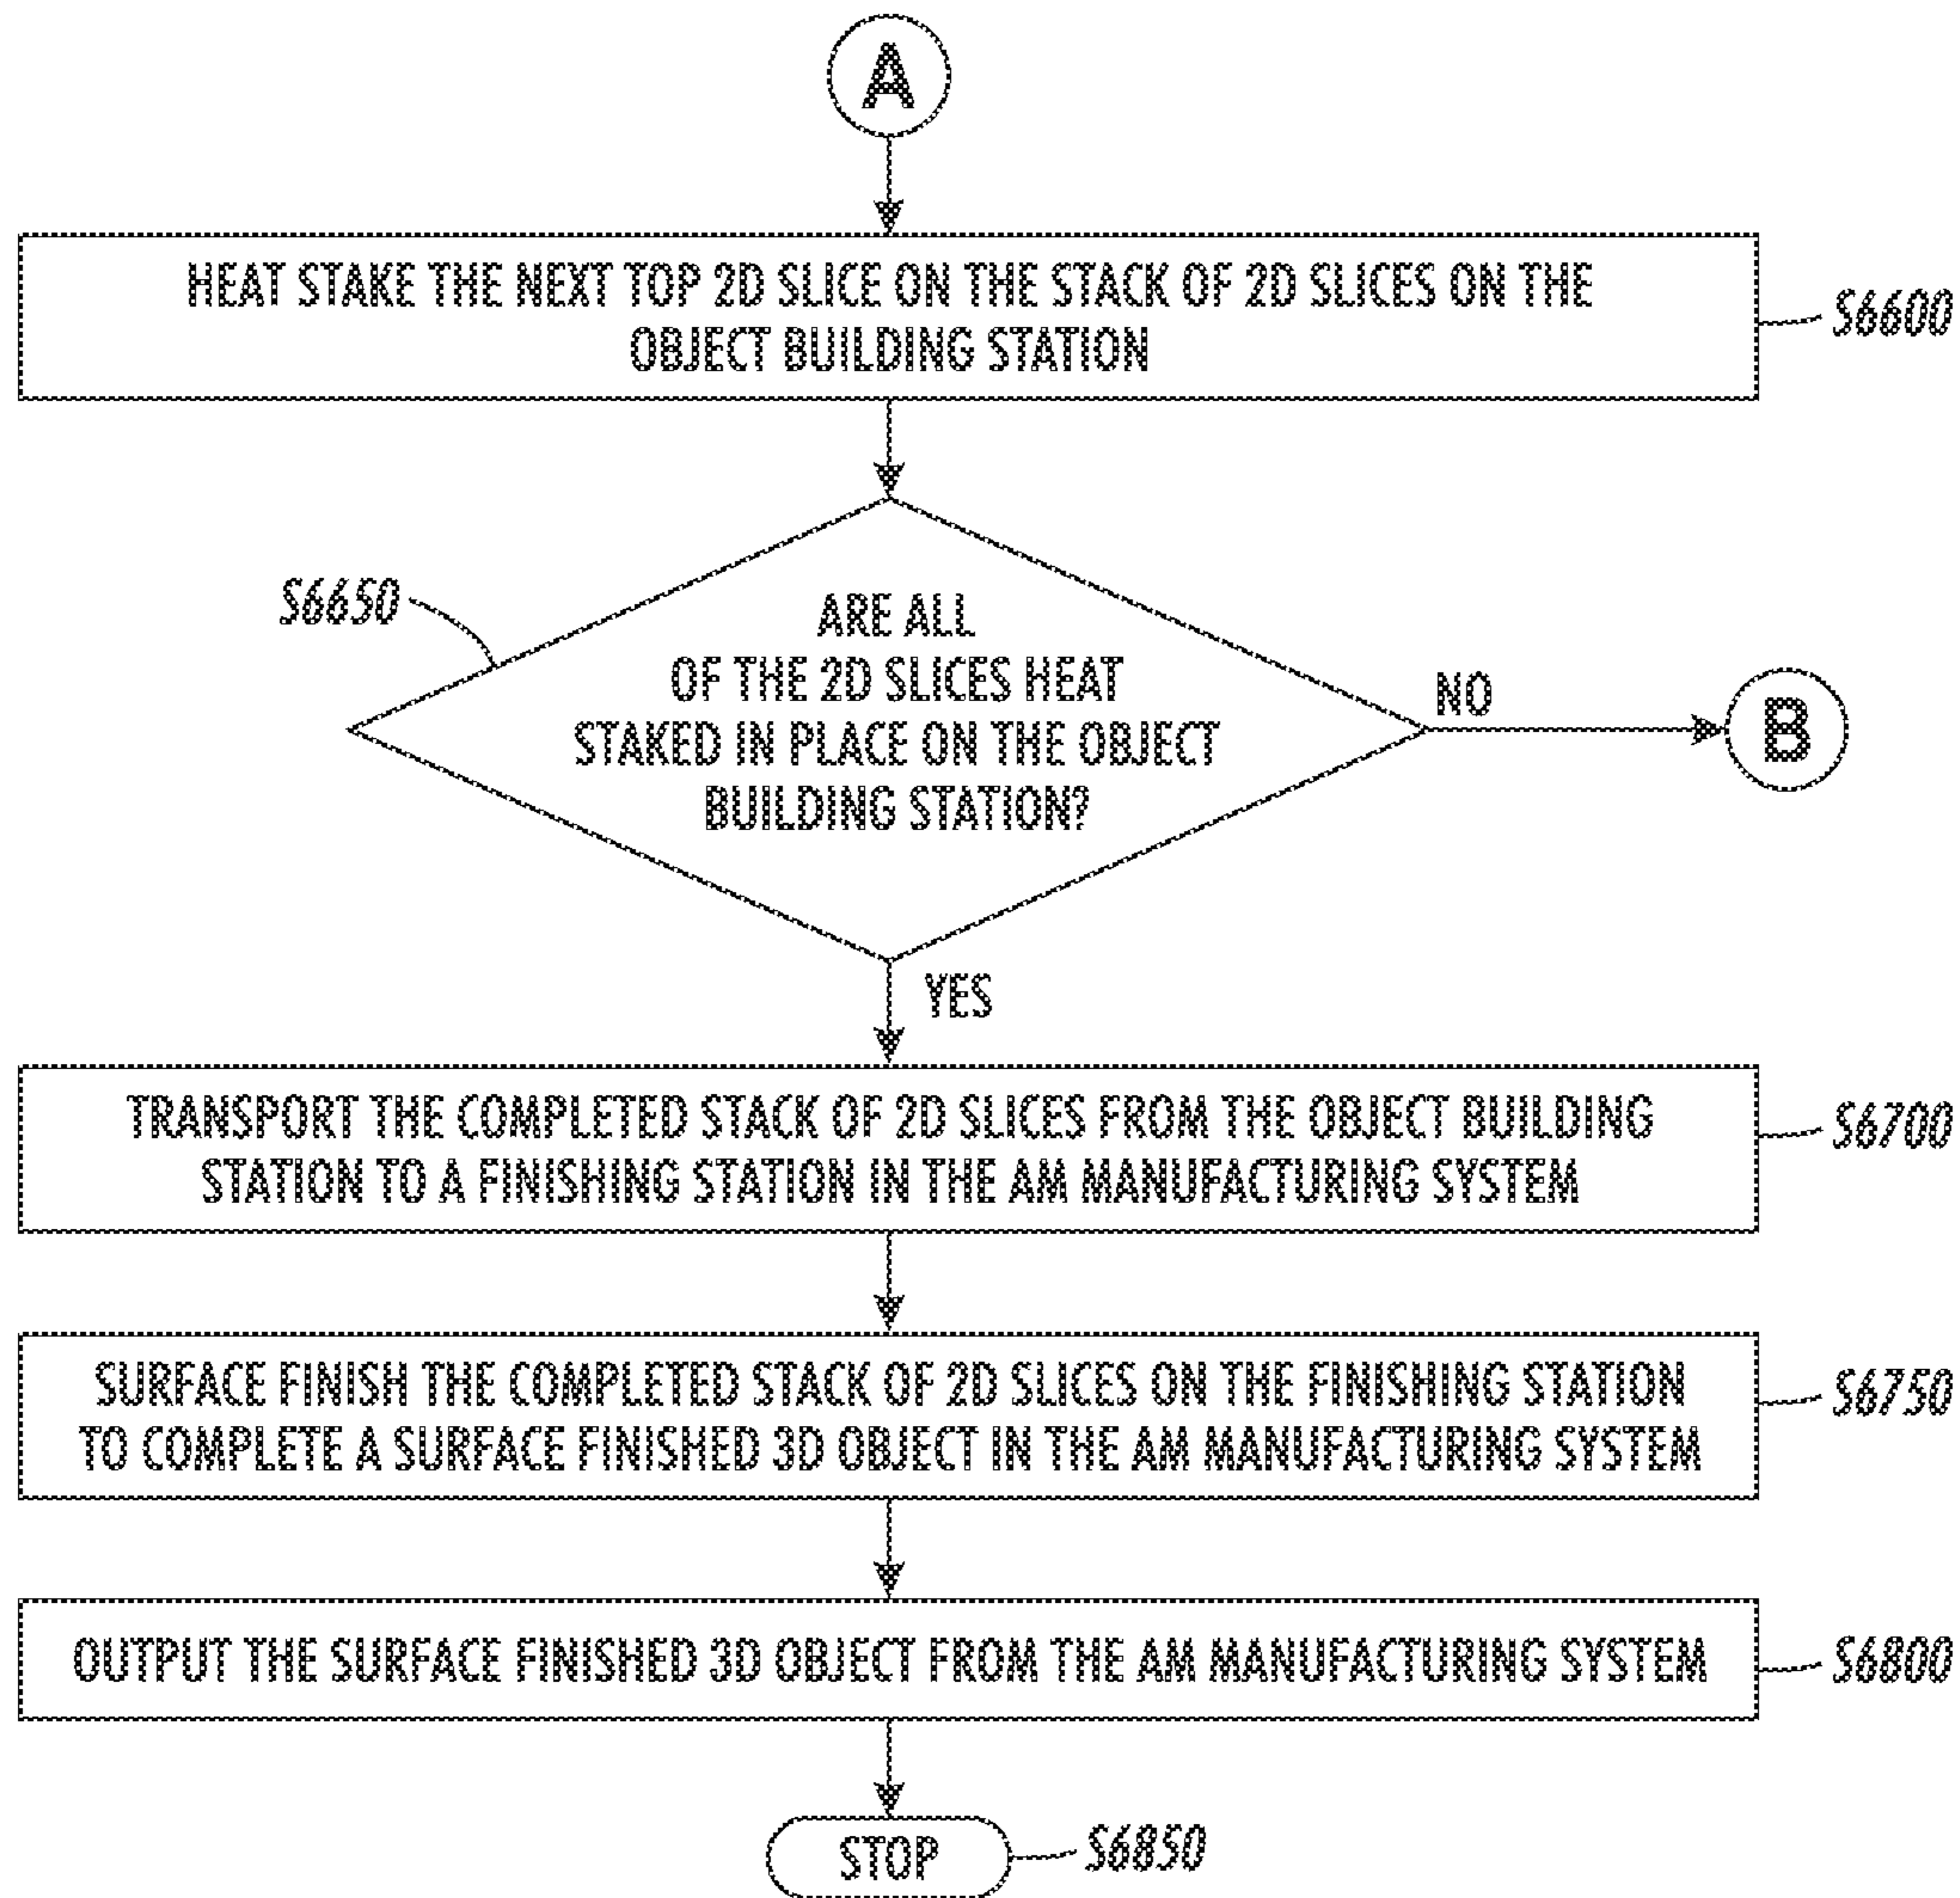 A
HEAT STAKE THE NEXT TOP 2D SLICE ON THE STACK OF 2D SLICES ON THE
OBJECT BUILDING STATION
S6600
S6650
ARE ALL
OF THE 2D SLICES HEAT
STAKED IN PLACE ON THE OBJECT
BUILDING STATION?
NO
B
YES
TRANSPORT THE COMPLETED STACK OF 2D SLICES FROM THE OBJECT BUILDING
STATION TO A FINISHING STATION IN THE AM MANUFACTURING SYSTEM
S6700
SURFACE FINISH THE COMPLETED STACK OF 2D SLICES ON THE FINISHING STATION
TO COMPLETE A SURFACE FINISHED 3D OBJECT IN THE AM MANUFACTURING SYSTEM
S6750
OUTPUT THE SURFACE FINISHED 3D OBJECT FROM THE AM MANUFACTURING SYSTEM
S6800
STOP
S6850